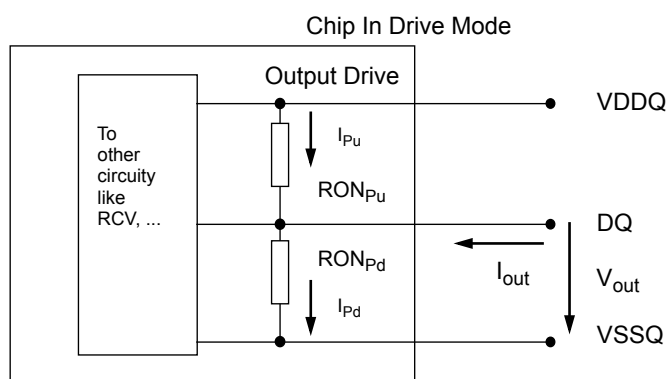 Chip In Drive Mode
Output Drive
VDDQ
To
other
circuity
like
RCV, ...
IPu
RONPu
DQ
RONPd
Iout
Vout
IPd
VSSQ